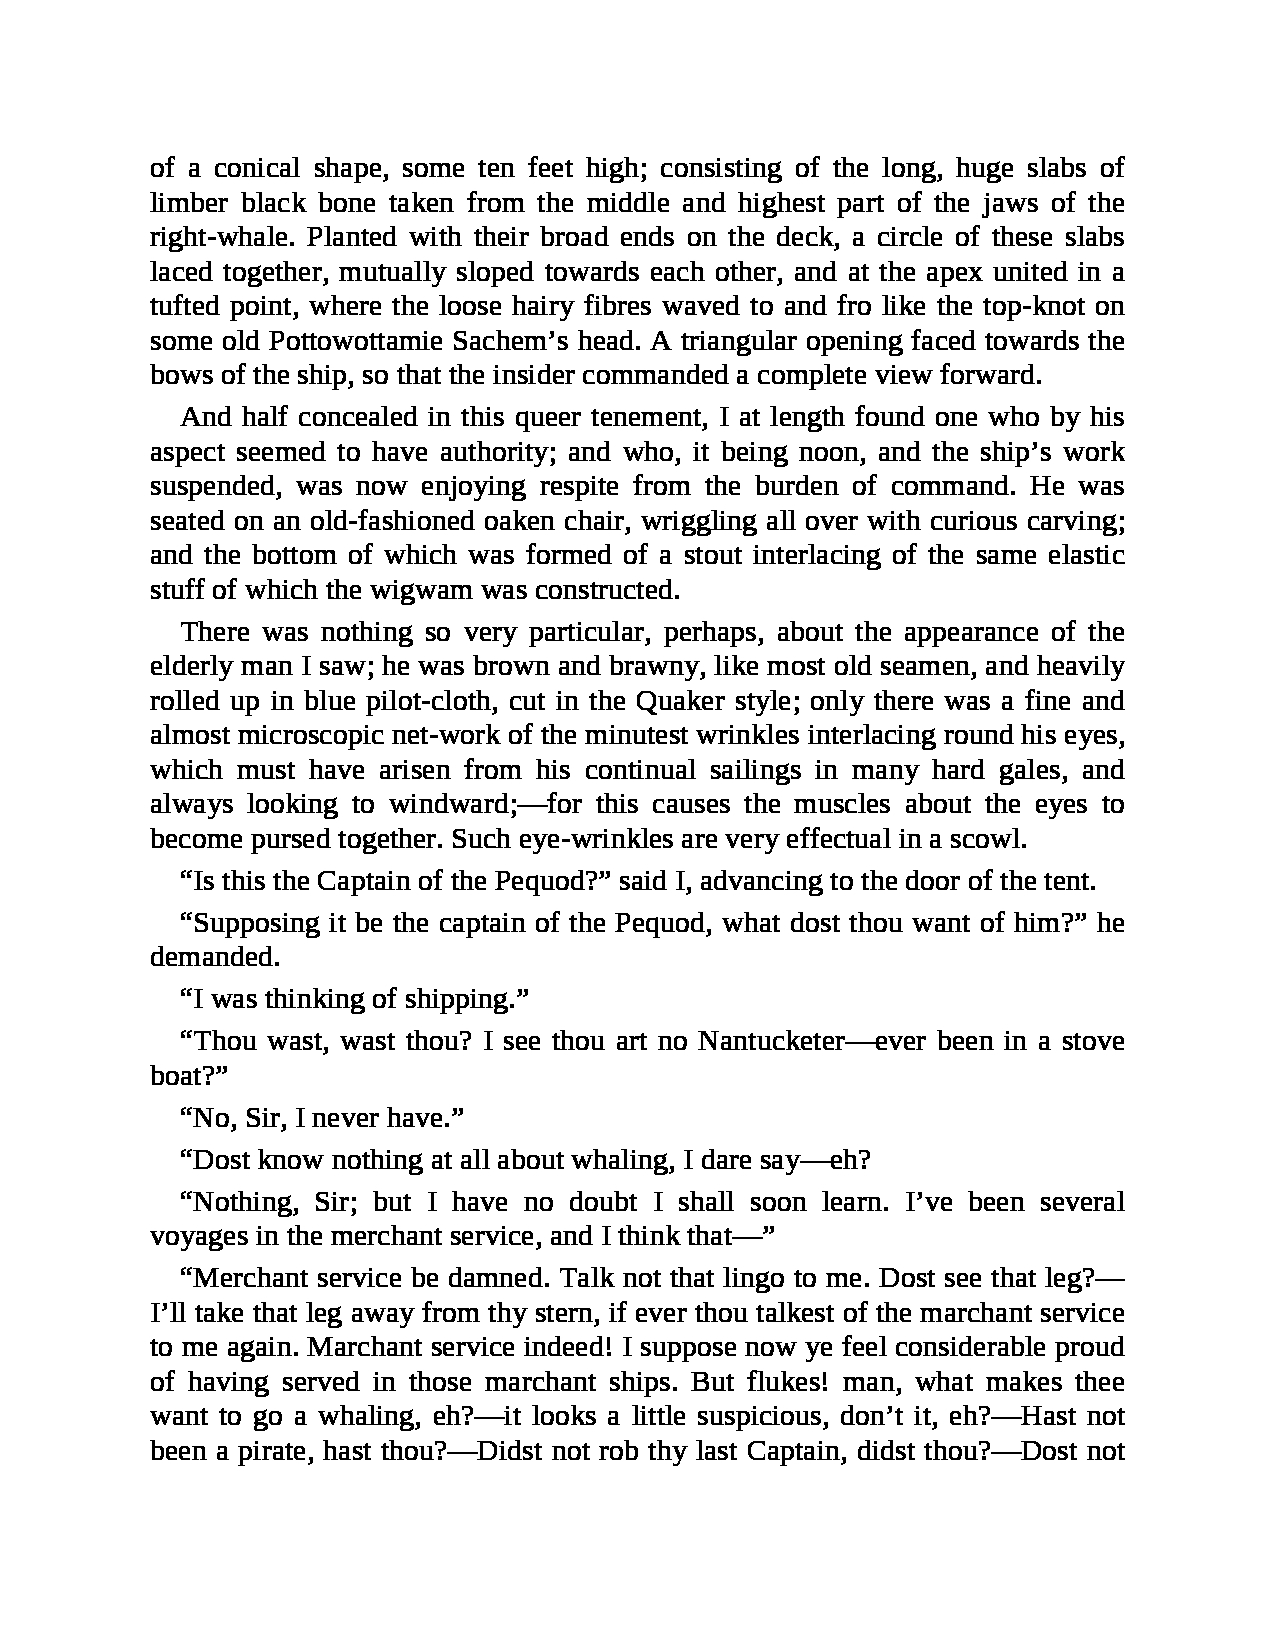 of a conical shape, some ten feet high; consisting of the long, huge slabs of
limber black bone taken from the middle and highest part of the jaws of the
right-whale. Planted with their broad ends on the deck, a circle of these slabs
laced together, mutually sloped towards each other, and at the apex united in a
tufted point, where the loose hairy fibres waved to and fro like the top-knot on
some old Pottowottamie Sachem’s head. A triangular opening faced towards the
bows of the ship, so that the insider commanded a complete view forward.
And half concealed in this queer tenement, I at length found one who by his
aspect seemed to have authority; and who, it being noon, and the ship’s work
suspended, was now enjoying respite from the burden of command. He was
seated on an old-fashioned oaken chair, wriggling all over with curious carving;
and the bottom of which was formed of a stout interlacing of the same elastic
stuff of which the wigwam was constructed.
There was nothing so very particular, perhaps, about the appearance of the
elderly man I saw; he was brown and brawny, like most old seamen, and heavily
rolled up in blue pilot-cloth, cut in the Quaker style; only there was a fine and
almost microscopic net-work of the minutest wrinkles interlacing round his eyes,
which must have arisen from his continual sailings in many hard gales, and
always looking to windward;—for this causes the muscles about the eyes to
become pursed together. Such eye-wrinkles are very effectual in a scowl.
“Is this the Captain of the Pequod?” said I, advancing to the door of the tent.
“Supposing it be the captain of the Pequod, what dost thou want of him?” he
demanded.
“I was thinking of shipping.”
“Thou wast, wast thou? I see thou art no Nantucketer—ever been in a stove
boat?”
“No, Sir, I never have.”
“Dost know nothing at all about whaling, I dare say—eh?
“Nothing, Sir; but I have no doubt I shall soon learn. I’ve been several
voyages in the merchant service, and I think that—”
“Merchant service be damned. Talk not that lingo to me. Dost see that leg?—
I’ll take that leg away from thy stern, if ever thou talkest of the marchant service
to me again. Marchant service indeed! I suppose now ye feel considerable proud
of having served in those marchant ships. But flukes! man, what makes thee
want to go a whaling, eh?—it looks a little suspicious, don’t it, eh?—Hast not
been a pirate, hast thou?—Didst not rob thy last Captain, didst thou?—Dost not